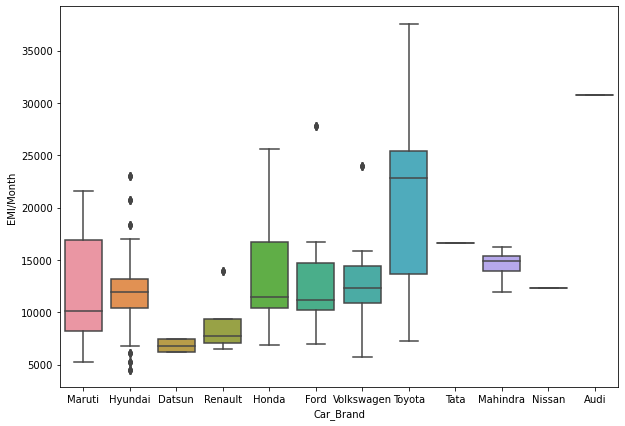 EMI/Month
35000
30000
25000
20000
15000
10000
5000
Maruti Hyundai Datsun Renault Honda Ford Volkswagen Toyota Tata Mahindra Nissan Audi
Car_Brand